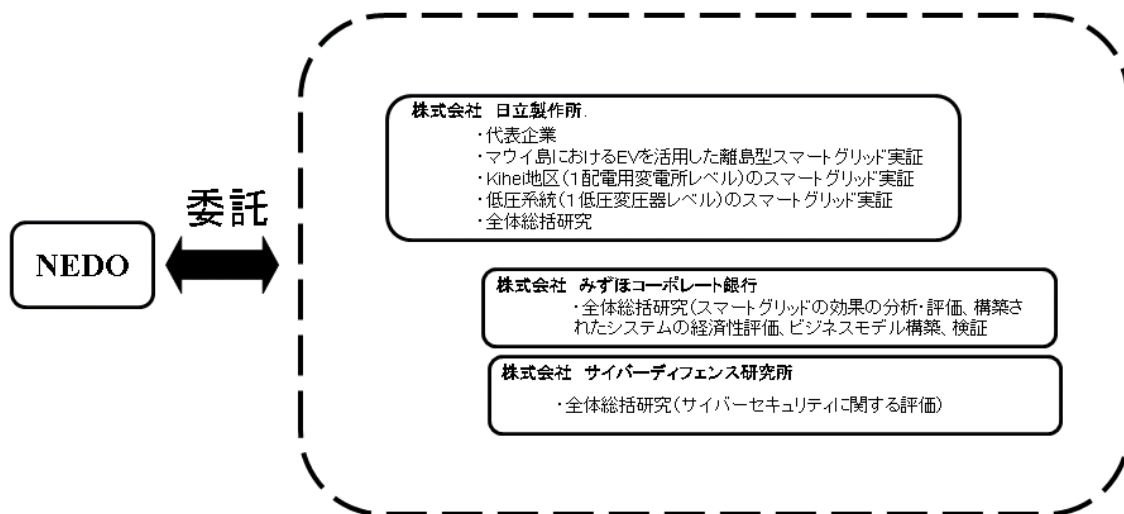 株式会社 日立製作所.
・代表企業
・マウイ島におけるEVを活用した離島型スマートグリッド実証
・Kihei地区(1配電用変電所レベル)のスマートグリッド実証
・低圧系統(1低圧変圧器レベル)のスマートグリッド実証
・全体総括研究
委託
NEDO
株式会社 みずほコーポレート銀行
・全体総括研究(スマートグリッドの効果の分析・評価、構築さ
れたシステムの経済性評価、ビジネスモデル構築、検証
株式会社 サイバーディフェンス研究所
・全体総括研究(サイバーセキュリティに関する評価)